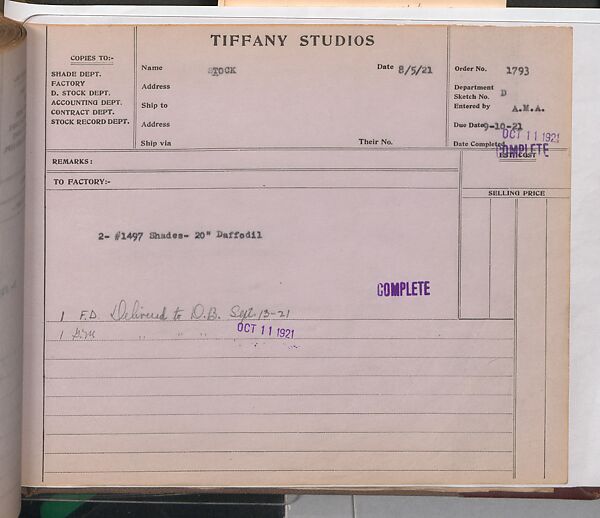 TIFFANY STUDIOS
COPIES TO:-
SHADE DEPT.
FACTORY
D. STOCK DEPT.
ACCOUNTING DEPT.
CONTRACT DEPT.
STOCK RECORD DEPT.
Name STOCK Date 8/5/21
Address
Ship to
Address
Ship via Their No.
Order No. 1793
Department
Sketch No. D
Entered by A.M.A.
Due Date 9-10-21
OCT 11 1921
Date Completed COMPLETE
REMARKS:
EST. COST
TO FACTORY:-
SELLING PRICE
2- #1497 Shades- 20" Daffodil
COMPLETE
1 F.D. Delivered to D.B. Sept. 13-21
1 " " " OCT 11 1921